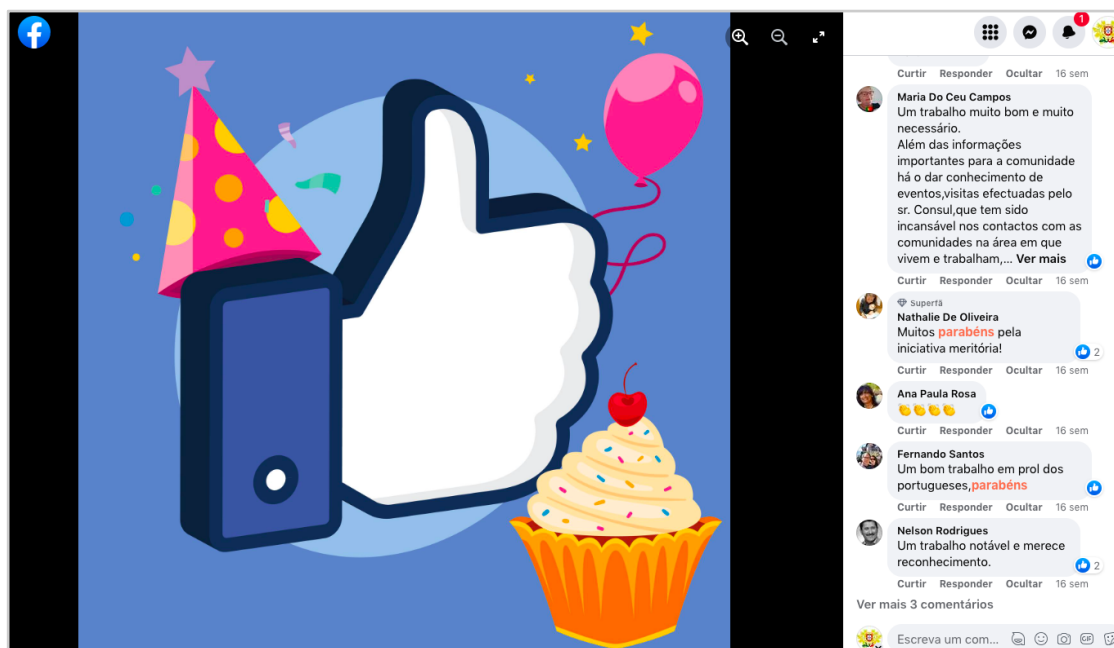 1
Curtir Responder Ocultar 16 sem
Maria Do Ceu Campos
Um trabalho muito bom e muito
necessário.
Além das informações
importantes para a comunidade
há o dar conhecimento de
eventos,visitas efectuadas pelo
sr. Consul,que tem sido
incansável nos contactos com as
comunidades na área em que
vivem e trabalham,... Ver mais
Curtir Responder Ocultar 16 sem
Superfã
Nathalie De Oliveira
Muitos parabéns pela
iniciativa meritória!
2
Curtir Responder Ocultar 16 sem
Ana Paula Rosa
👏👏👏👏
Curtir Responder Ocultar 16 sem
Fernando Santos
Um bom trabalho em prol dos
portugueses,parabéns
Curtir Responder Ocultar 16 sem
Nelson Rodrigues
Um trabalho notável e merece
reconhecimento.
2
Curtir Responder Ocultar 16 sem
Ver mais 3 comentários
Escreva um com... GIF